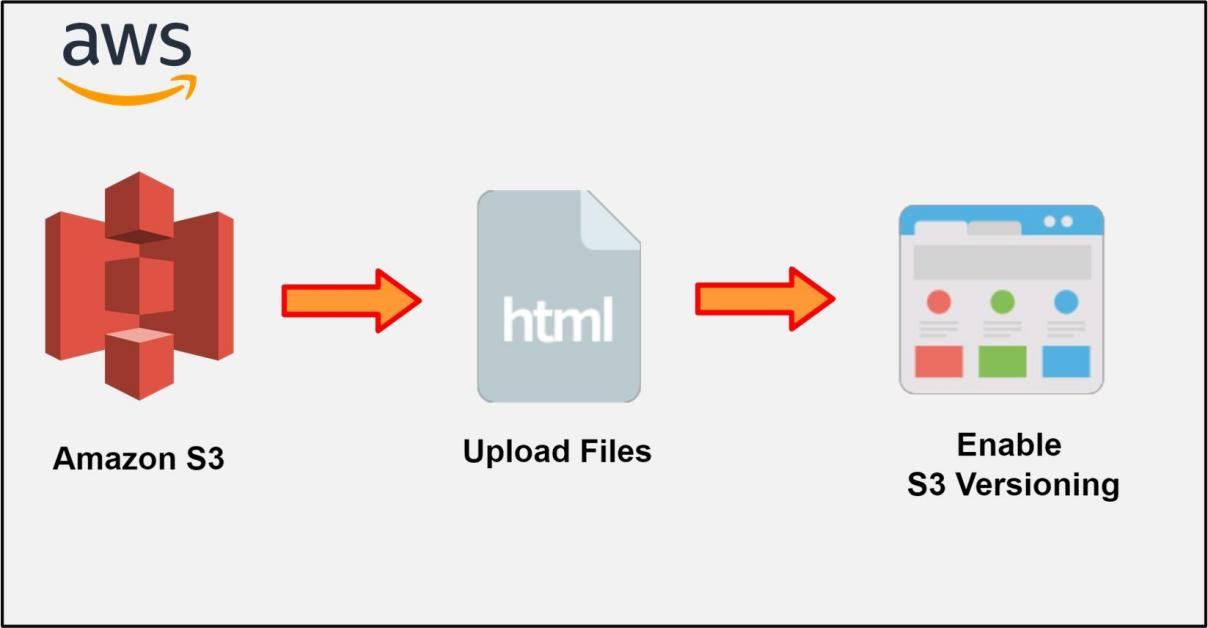 aws
html
Amazon S3
Upload Files
Enable
S3 Versioning